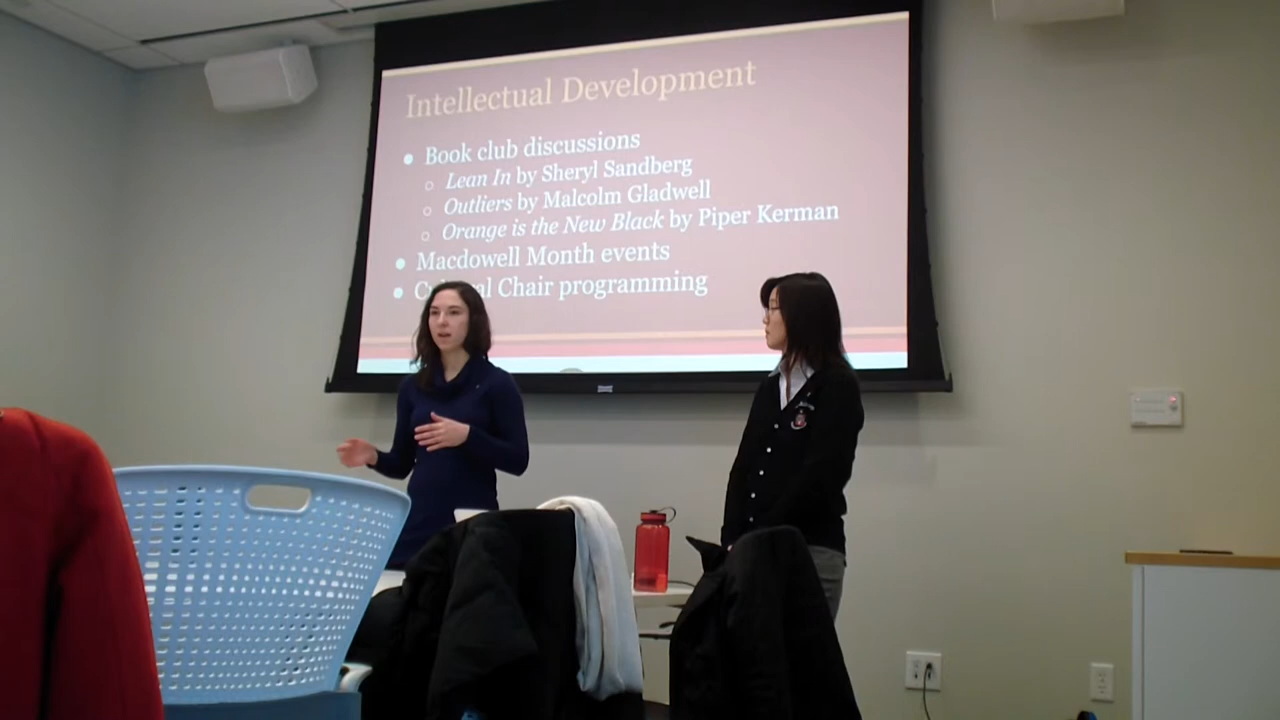 Intellectual Development
● Book club discussions
○ Lean In by Sheryl Sandberg
○ Outliers by Malcolm Gladwell
○ Orange is the New Black by Piper Kerman
● Macdowell Month events
● Chair programming